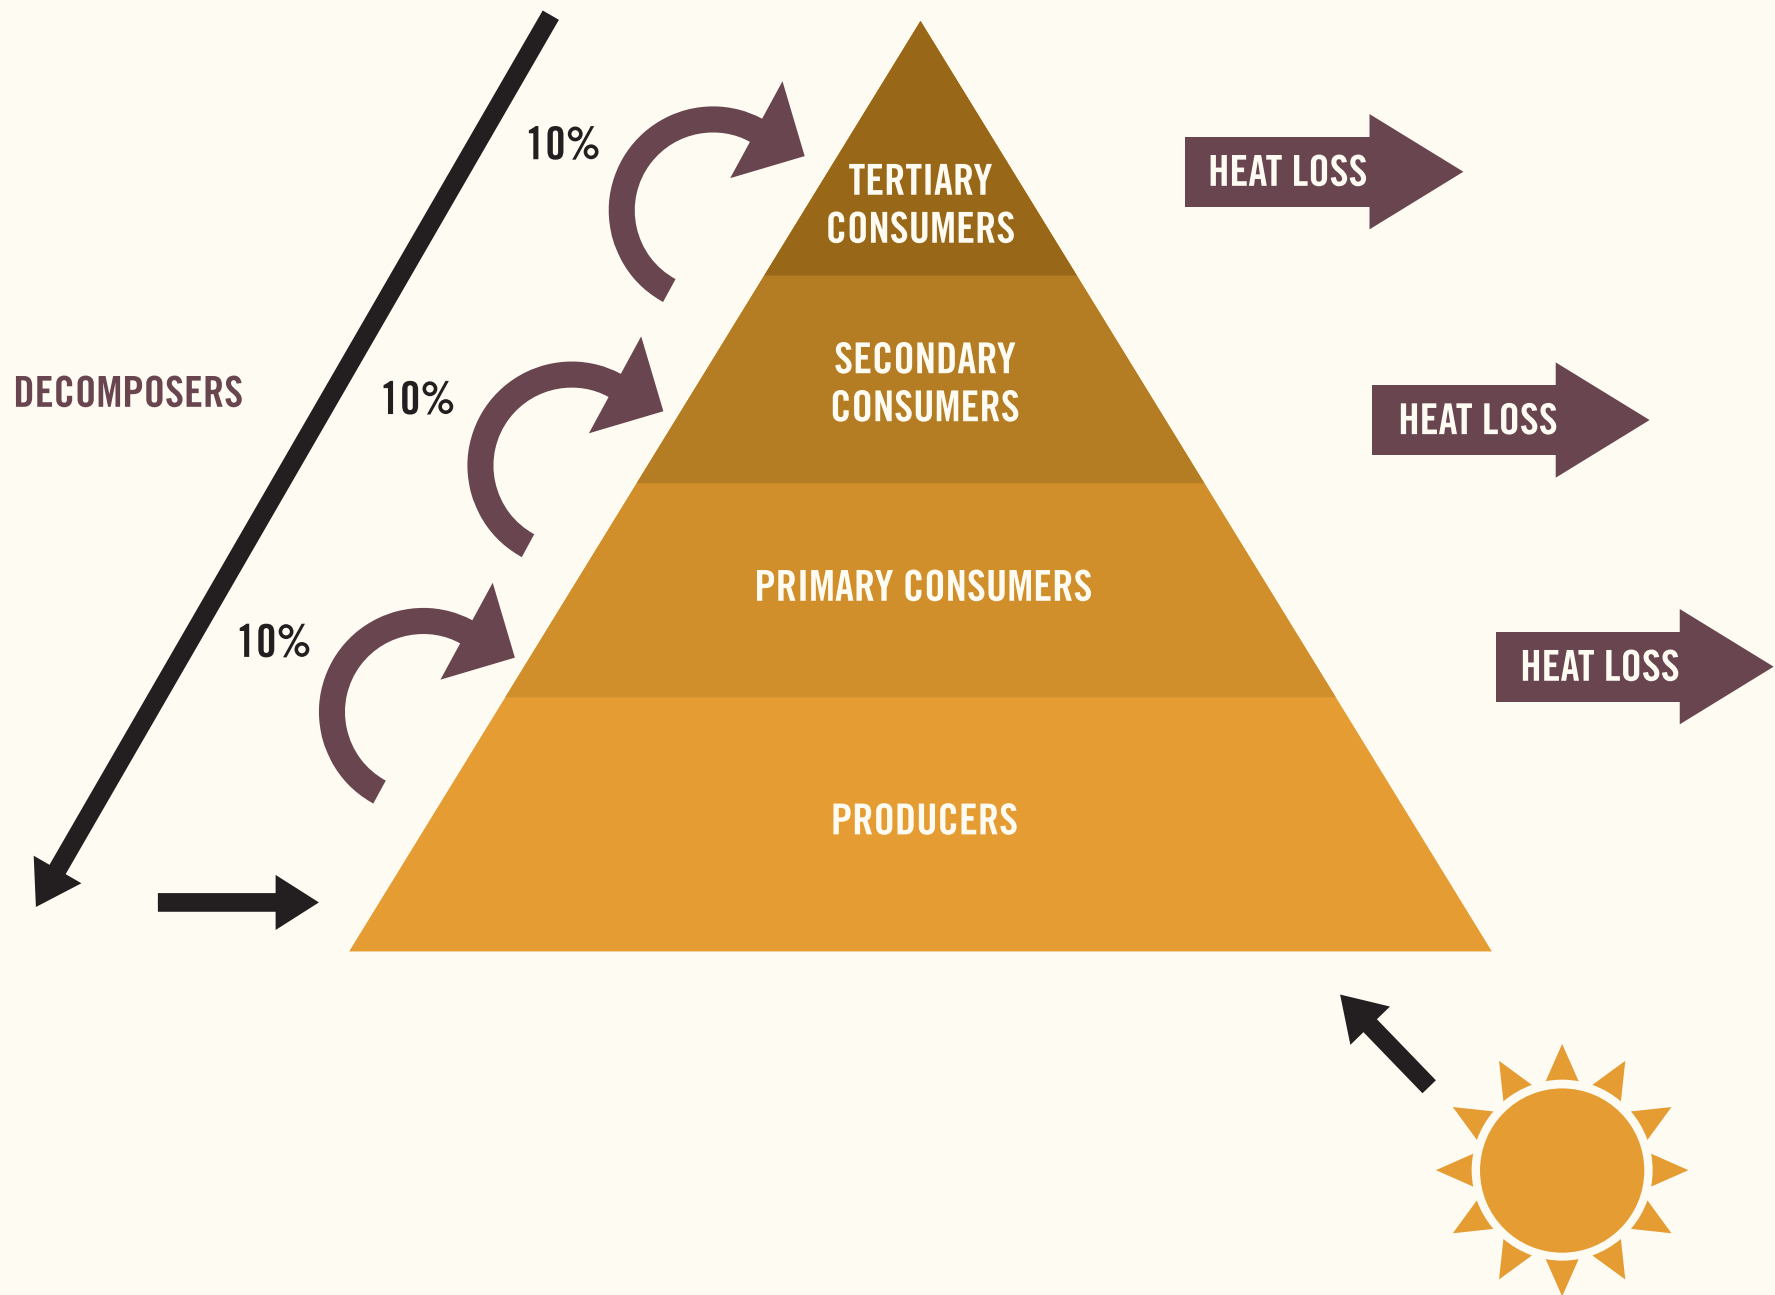 10%
TERTIARY
CONSUMERS
HEAT LOSS
DECOMPOSERS
10%
SECONDARY
CONSUMERS
HEAT LOSS
10%
PRIMARY CONSUMERS
HEAT LOSS
PRODUCERS